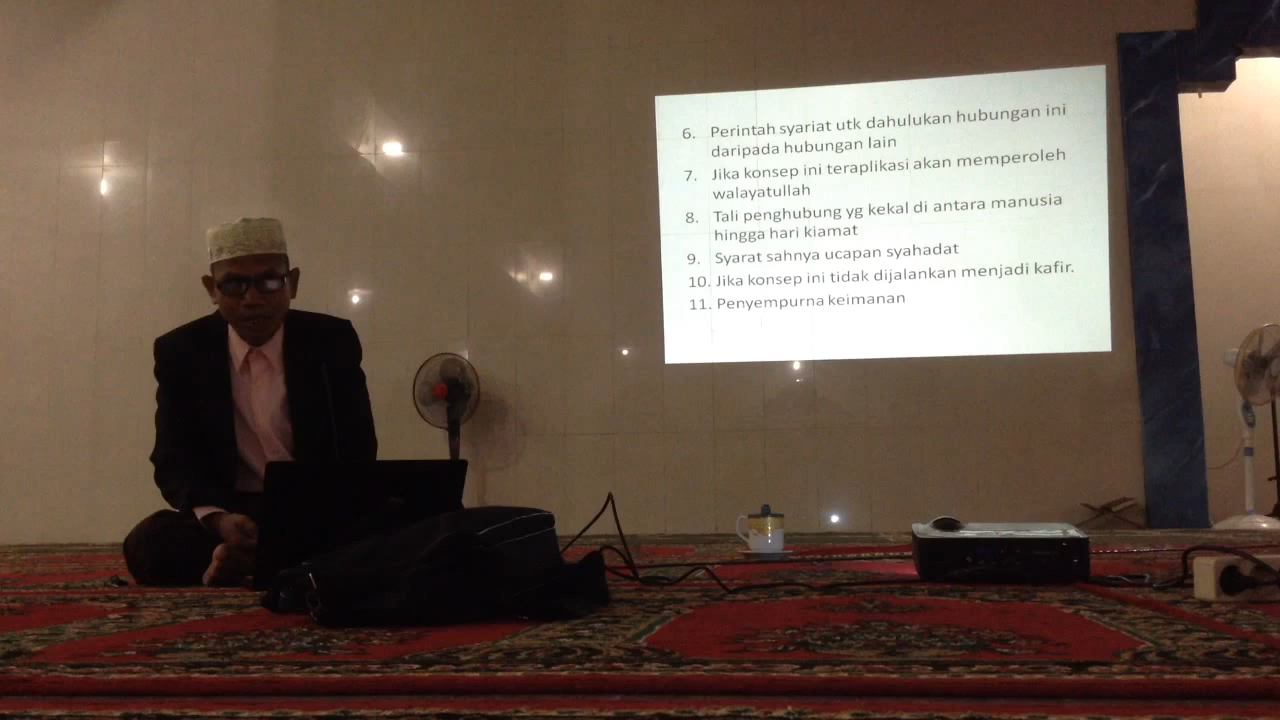 6. Perintah syariat utk dahulukan hubungan ini
daripada hubungan lain
7. Jika konsep ini teraplikasi akan memperoleh
walayatullah
8. Tali penghubung yg kekal di antara manusia
hingga hari kiamat
9. Syarat sahnya ucapan syahadat
10. Jika konsep ini tidak dijalankan menjadi kafir.
11. Penyempurna keimanan